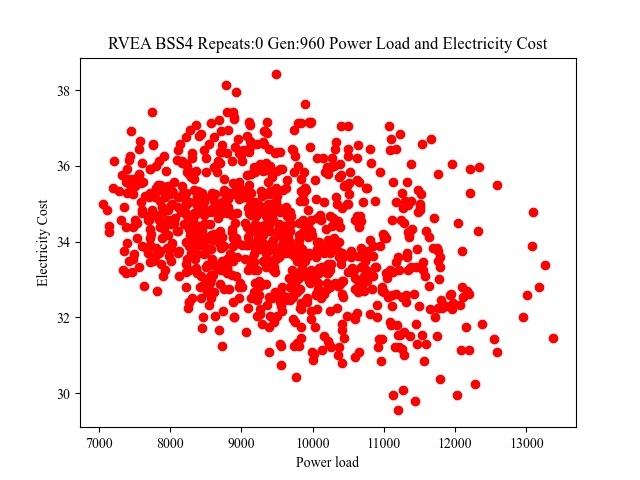 RVEA BSS4 Repeats:0 Gen:960 Power Load and Electricity Cost
38
36
34
32
30
Electricity Cost
7000 8000 9000 10000 11000 12000 13000
Power load